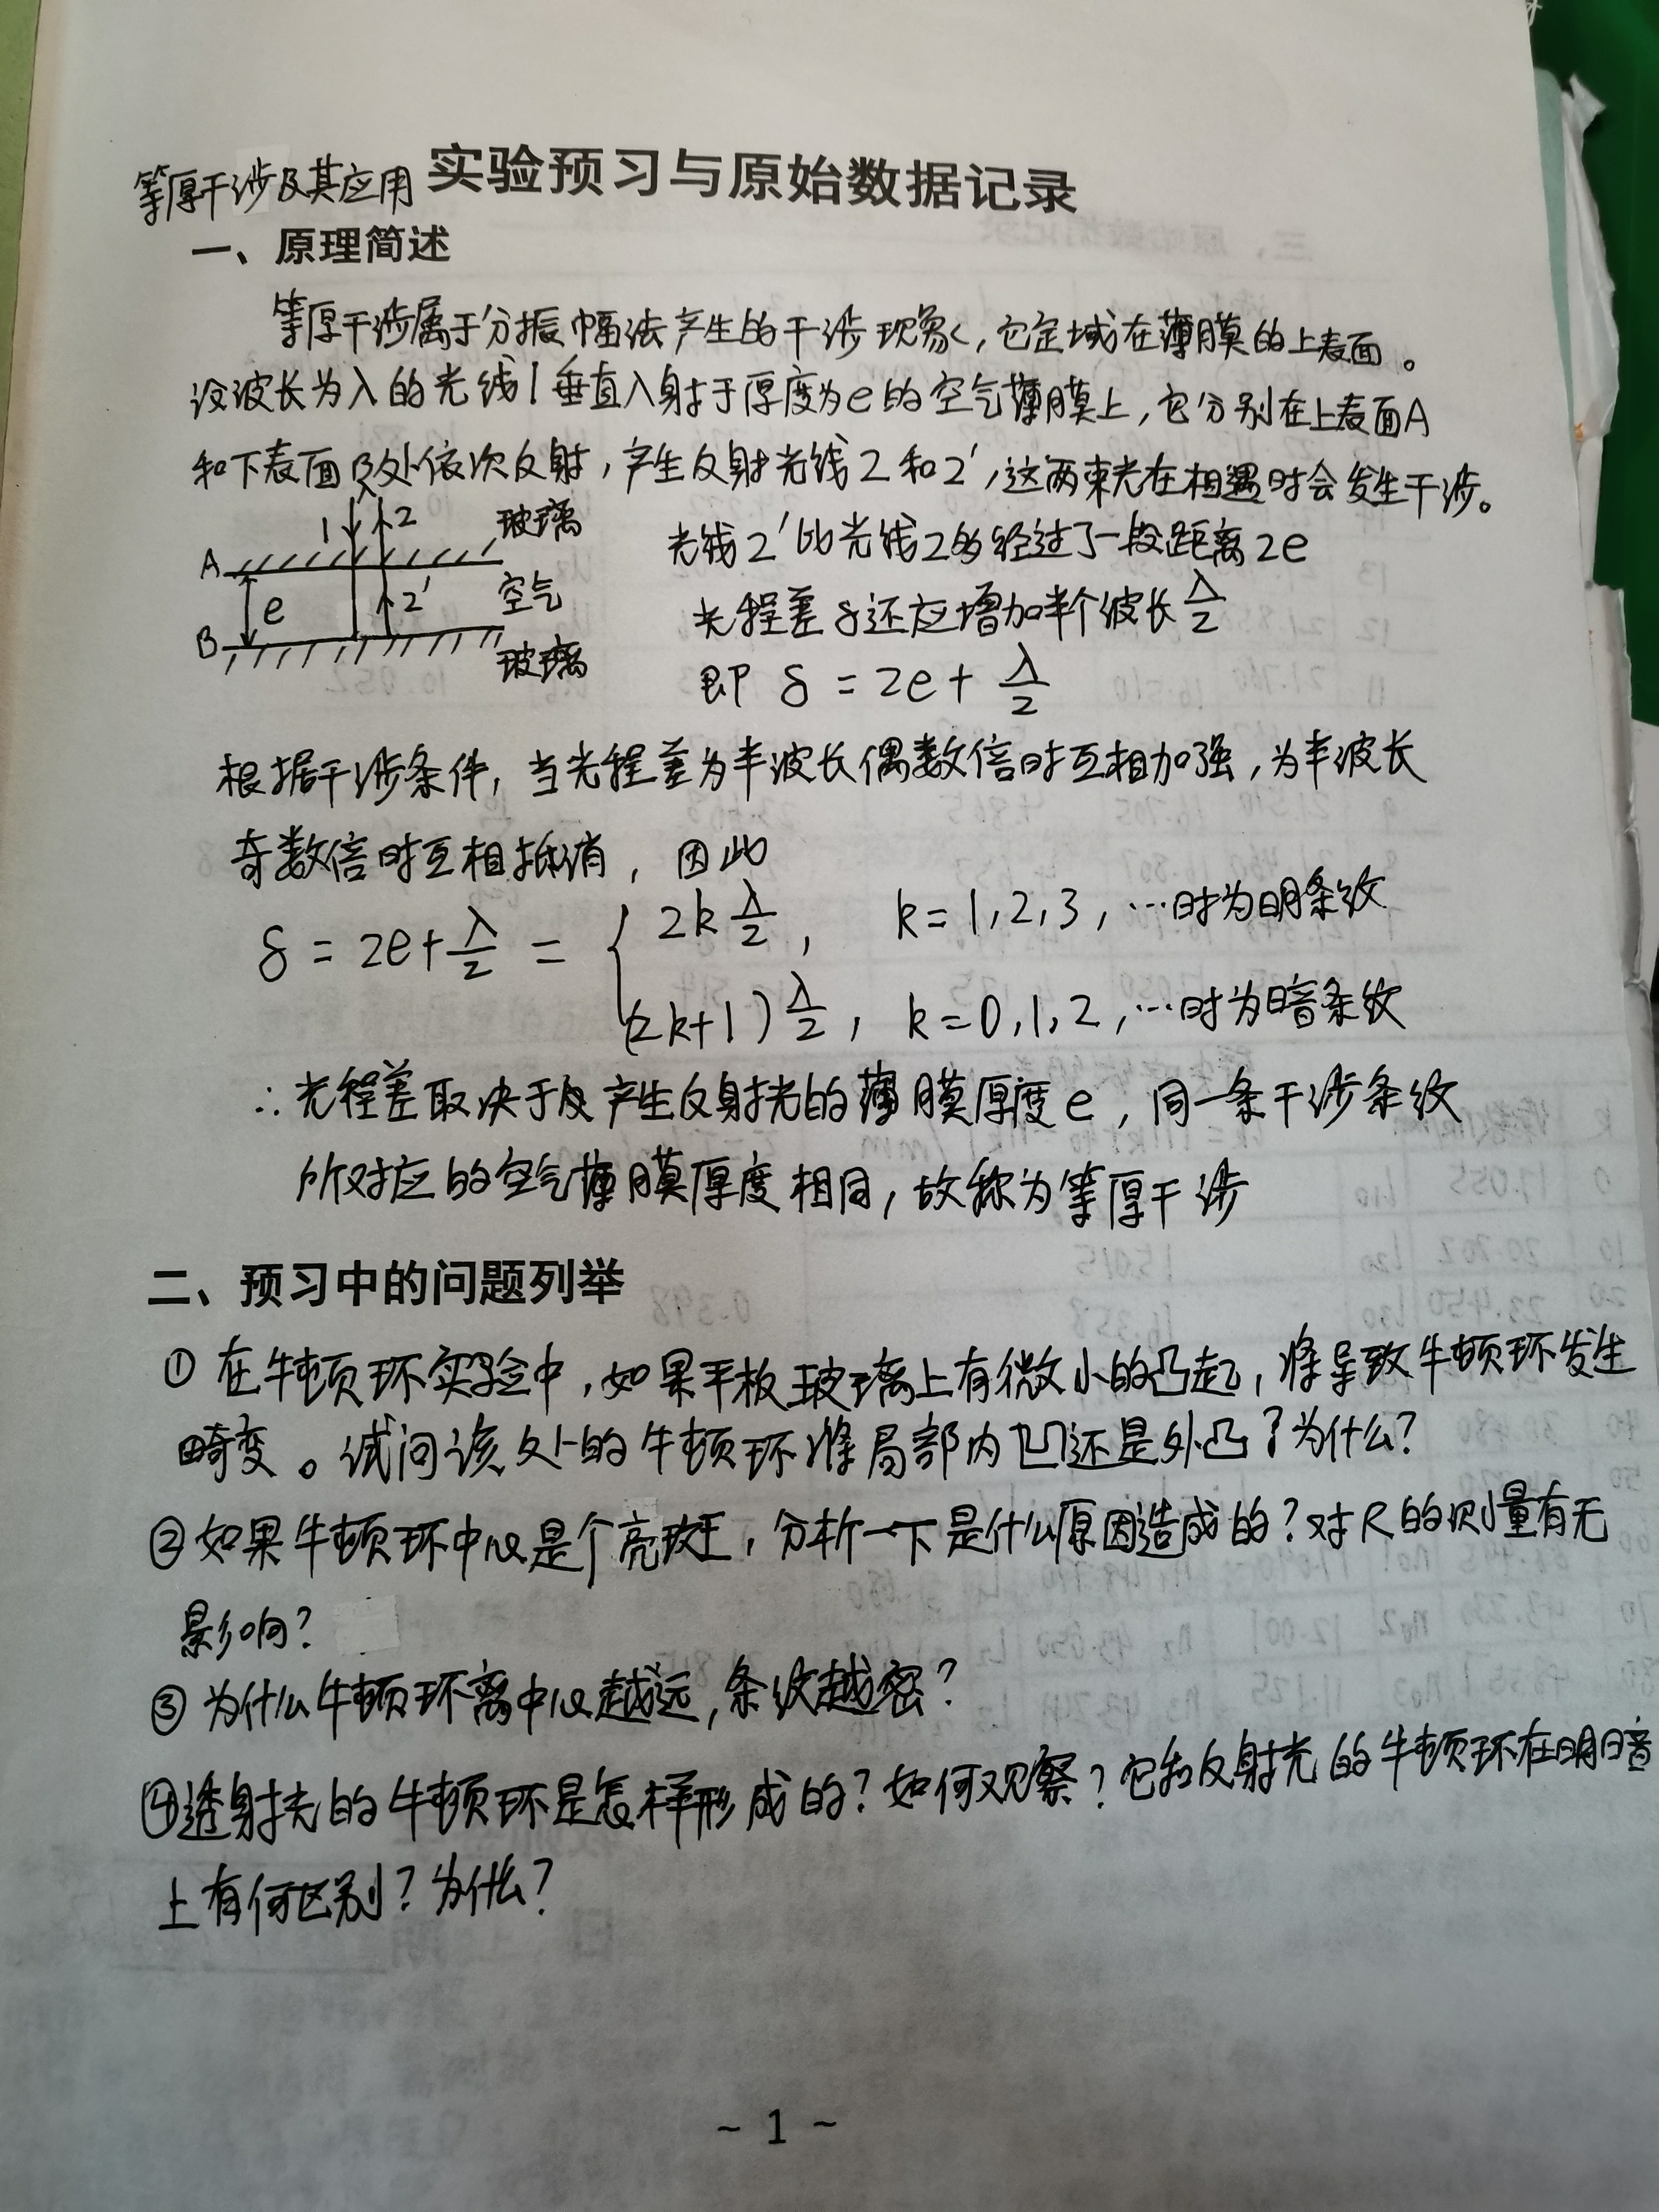 等厚干涉及其应用 实验预习与原始数据记录
一、原理简述
等厚干涉属于分振幅法产生的干涉现象,它定域在薄膜的上表面。
设波长为λ的光线1垂直入射于厚度为e的空气薄膜上,它分别在上表面A
和下表面B处依次反射,产生反射光线2和2′,这两束光在相遇时会发生干涉。
1 2 玻璃
A e 2′ 空气
B 玻璃
光线2′比光线2多经过了一段距离2e
光程差δ还应增加半个波长λ/2
即 δ = 2e + λ/2
根据干涉条件,当光程差为半波长偶数倍时互相加强,为半波长
奇数倍时互相抵消,因此
δ = 2e + λ/2 = { 2k λ/2, k=1,2,3,…时为明条纹
(2k+1) λ/2, k=0,1,2,…时为暗条纹
∴光程差取决于产生反射光的薄膜厚度e,同一条干涉条纹
所对应的空气薄膜厚度相同,故称为等厚干涉
二、预习中的问题列举
① 在牛顿环实验中,如果平板玻璃上有微小的凸起,将导致牛顿环发生
畸变。试问该处的牛顿环将局部内凹还是外凸?为什么?
② 如果牛顿环中心是个亮斑,分析一下是什么原因造成的?对R的测量有无
影响?
③ 为什么牛顿环离中心越远,条纹越密?
④透射光的牛顿环是怎样形成的?如何观察?它和反射光的牛顿环在明暗
上有何区别?为什么?
~ 1 ~